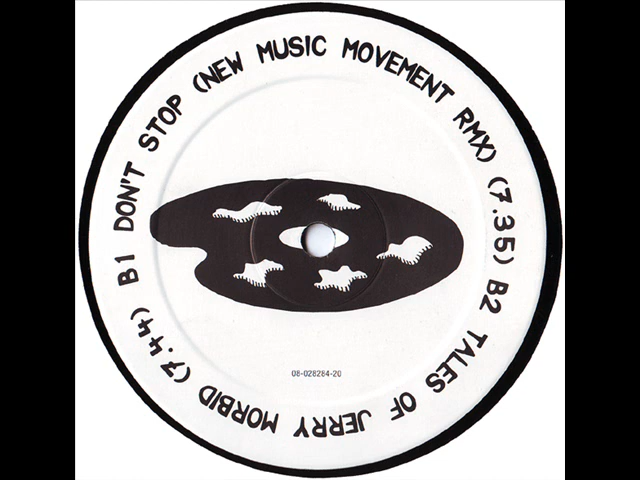 B1 DON'T STOP (NEW MUSIC MOVEMENT RMX) (7.35) B2 TALES OF JERRY MORBID (7.44)
08-028284-20